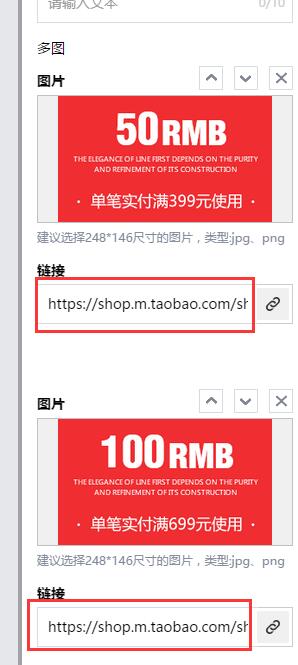 请输入文本 0/10
多图
图片
50RMB
THE ELEGANCE OF LINE FIRST DEPENDS ON THE PURITY
AND REFINEMENT OF ITS CONSTRUCTION
· 单笔实付满399元使用 ·
建议选择248*146尺寸的图片，类型:jpg、png
链接
https://shop.m.taobao.com/sh
图片
100RMB
THE ELEGANCE OF LINE FIRST DEPENDS ON THE PURITY
AND REFINEMENT OF ITS CONSTRUCTION
· 单笔实付满699元使用 ·
建议选择248*146尺寸的图片，类型:jpg、png
链接
https://shop.m.taobao.com/sh